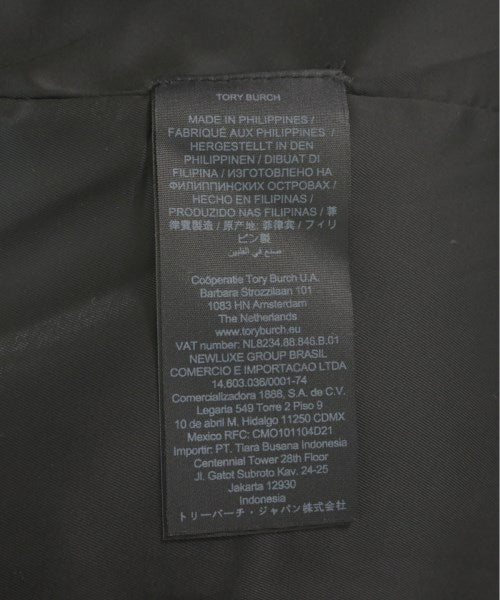 TORY BURCH
MADE IN PHILIPPINES /
FABRIQUÉ AUX PHILIPPINES /
HERGESTELLT IN DEN
PHILIPPINEN / DIBUAT DI
FILIPINA / ИЗГОТОВЛЕНО НА
ФИЛИППИНСКИХ ОСТРОВАХ /
HECHO EN FILIPINAS /
PRODUZIDO NAS FILIPINAS / 菲
律賓製造 / 原产地: 菲律宾 / フィリ
ピン製
صنع في الفلبين
Coöperatie Tory Burch U.A.
Barbara Strozzilaan 101
1083 HN Amsterdam
The Netherlands
www.toryburch.eu
VAT number: NL8234.88.846.B.01
NEWLUXE GROUP BRASIL
COMERCIO E IMPORTACAO LTDA
14.603.036/0001-74
Comercializadora 1888, S.A. de C.V.
Legaria 549 Torre 2 Piso 9
10 de abril M. Hidalgo 11250 CDMX
Mexico RFC: CMO101104D21
Importir: PT. Tiara Busana Indonesia
Centennial Tower 28th Floor
Jl. Gatot Subroto Kav. 24-25
Jakarta 12930
Indonesia
トリーバーチ・ジャパン株式会社